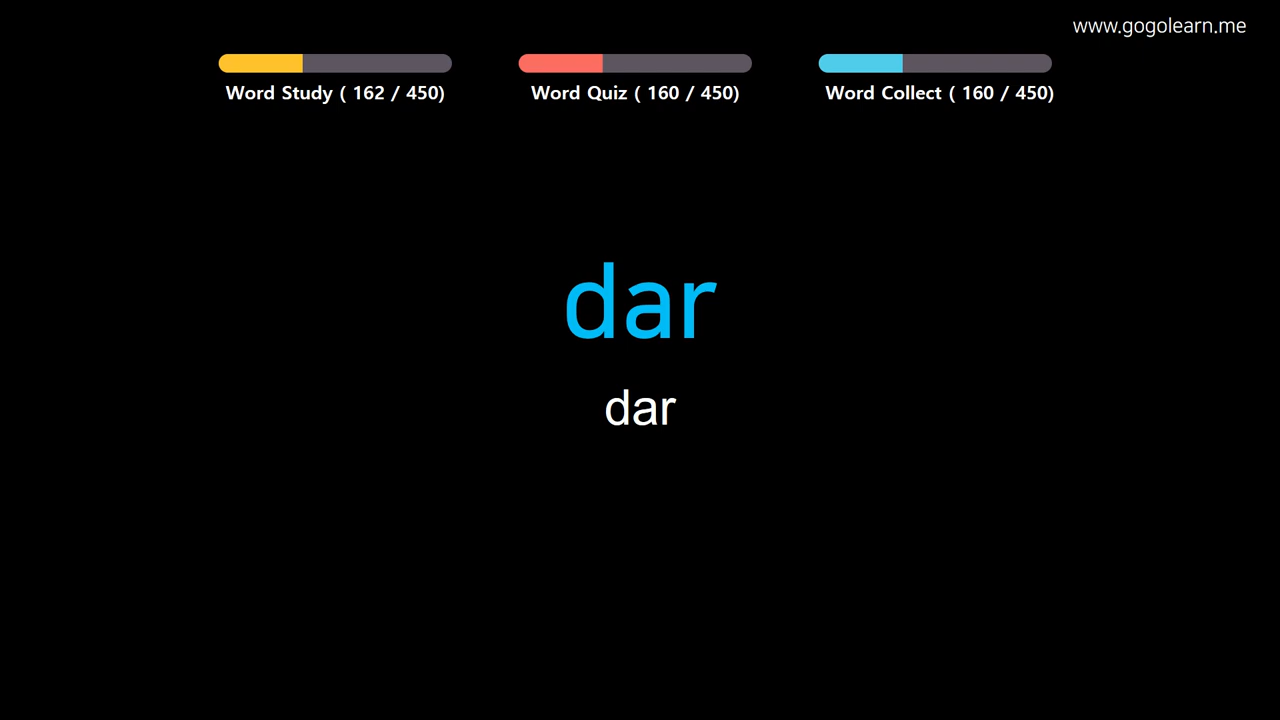 www.gogolearn.me
Word Study ( 162 / 450)
Word Quiz ( 160 / 450)
Word Collect ( 160 / 450)
dar
dar